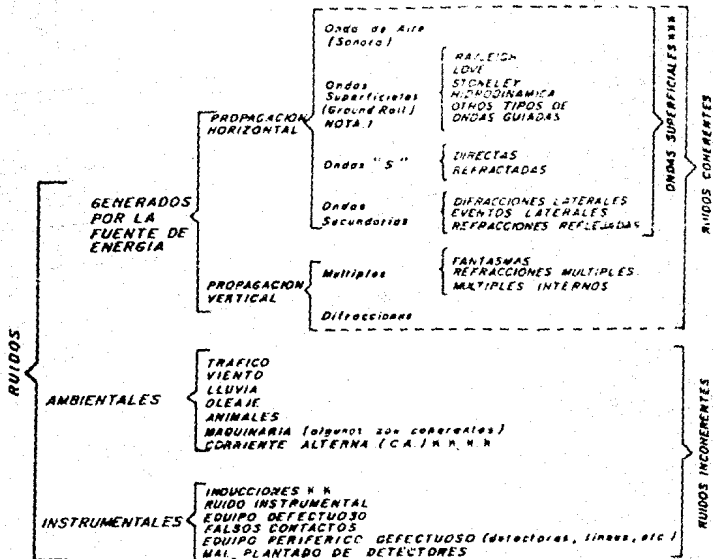 RUIDOS
GENERADOS
POR LA
FUENTE DE
ENERGIA
PROPAGACION
HORIZONTAL
Onda de Aire
(Sonora)
Ondas
Superficiales
(Ground Roll)
NOTA 1
RAILEIGH
LOVE
STONELEY
HIDRODINAMICA
OTROS TIPOS DE
ONDAS GUIADAS
Ondas "S"
DIRECTAS
REFRACTADAS
Ondas
Secundarias
DIFRACCIONES LATERALES
EVENTOS LATERALES
REFRACCIONES REFLEJADAS
ONDAS SUPERFICIALES ***
PROPAGACION
VERTICAL
Multiples
FANTASMAS
REFRACCIONES MULTIPLES
MULTIPLES INTERNOS
Difracciones
RUIDOS COHERENTES
AMBIENTALES
TRAFICO
VIENTO
LLUVIA
OLEAJE
ANIMALES
MAQUINARIA (algunos son coherentes)
CORRIENTE ALTERNA (C.A.) * * * *
INSTRUMENTALES
INDUCCIONES * *
RUIDO INSTRUMENTAL
EQUIPO DEFECTUOSO
FALSOS CONTACTOS
EQUIPO PERIFERICO DEFECTUOSO (detectores, lineas, etc.)
MAL PLANTADO DE DETECTORES
RUIDOS INCOHERENTES